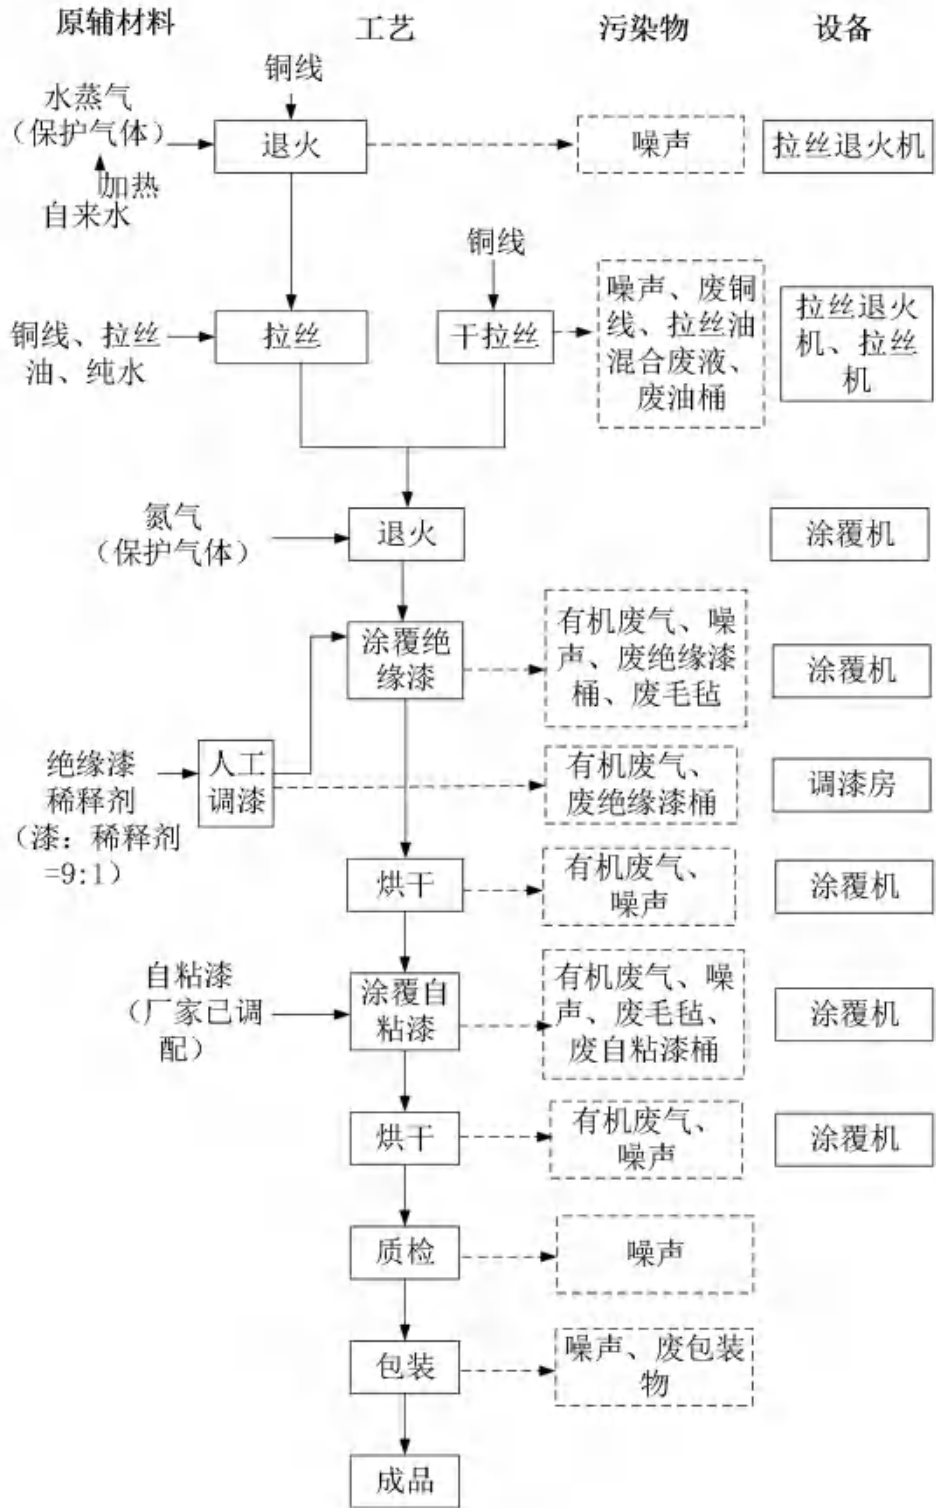 原辅材料
工艺
污染物
设备
铜线
水蒸气
（保护气体）
加热
自来水
退火
噪声
拉丝退火机
铜线
铜线、拉丝
油、纯水
拉丝
干拉丝
噪声、废铜
线、拉丝油
混合废液、
废油桶
拉丝退火
机、拉丝
机
氮气
（保护气体）
退火
涂覆机
涂覆绝
缘漆
有机废气、噪
声、废绝缘漆
桶、废毛毡
涂覆机
绝缘漆
稀释剂
（漆：稀释剂
=9:1）
人工
调漆
有机废气、
废绝缘漆桶
调漆房
烘干
有机废气、
噪声
涂覆机
自粘漆
（厂家已调
配）
涂覆自
粘漆
有机废气、噪
声、废毛毡、
废自粘漆桶
涂覆机
烘干
有机废气、
噪声
涂覆机
质检
噪声
包装
噪声、废包装
物
成品